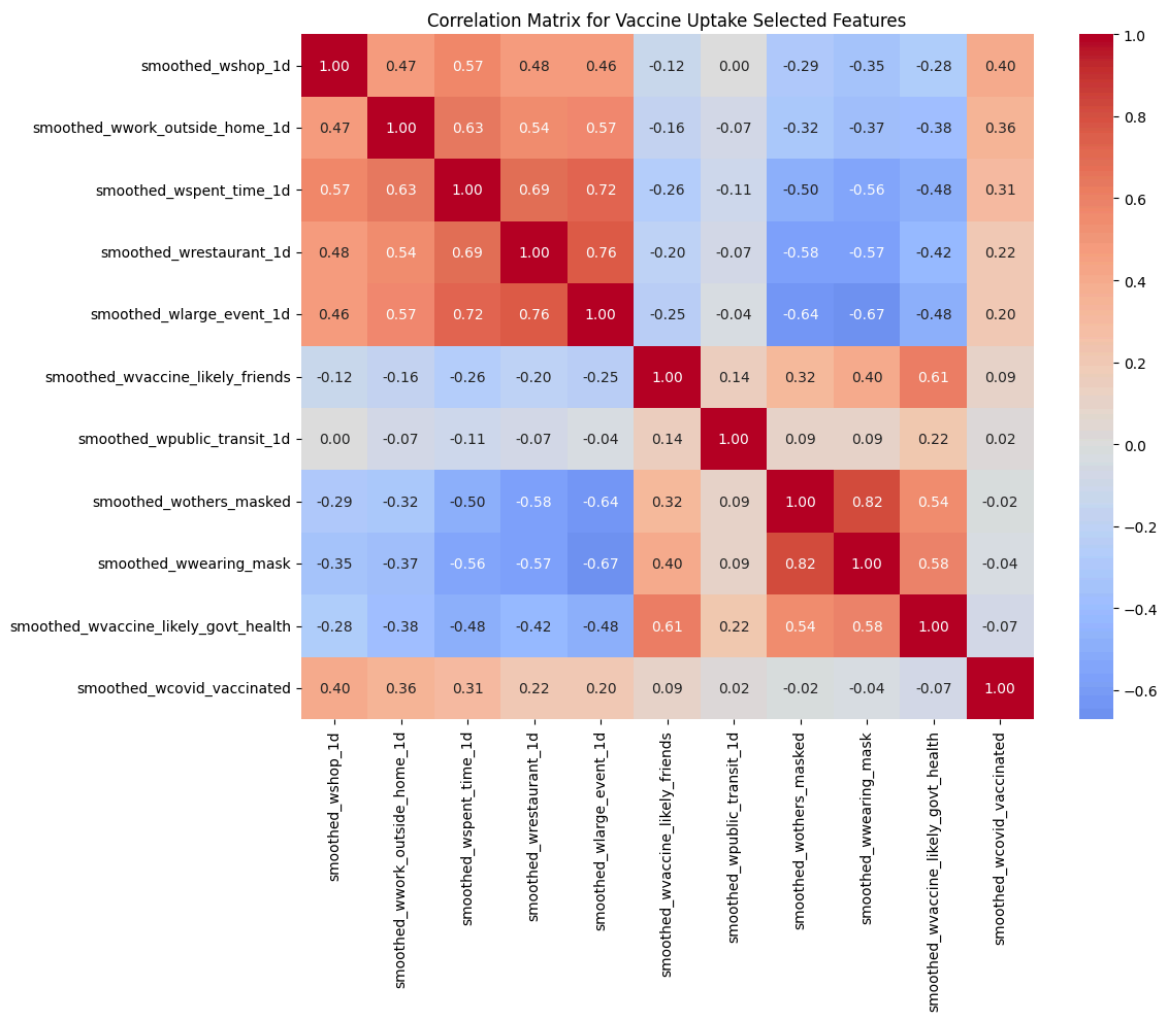 Correlation Matrix for Vaccine Uptake Selected Features
smoothed_wshop_1d 1.00 0.47 0.57 0.48 0.46 -0.12 0.00 -0.29 -0.35 -0.28 0.40
smoothed_wwork_outside_home_1d 0.47 1.00 0.63 0.54 0.57 -0.16 -0.07 -0.32 -0.37 -0.38 0.36
smoothed_wspent_time_1d 0.57 0.63 1.00 0.69 0.72 -0.26 -0.11 -0.50 -0.56 -0.48 0.31
smoothed_wrestaurant_1d 0.48 0.54 0.69 1.00 0.76 -0.20 -0.07 -0.58 -0.57 -0.42 0.22
smoothed_wlarge_event_1d 0.46 0.57 0.72 0.76 1.00 -0.25 -0.04 -0.64 -0.67 -0.48 0.20
smoothed_wvaccine_likely_friends -0.12 -0.16 -0.26 -0.20 -0.25 1.00 0.14 0.32 0.40 0.61 0.09
smoothed_wpublic_transit_1d 0.00 -0.07 -0.11 -0.07 -0.04 0.14 1.00 0.09 0.09 0.22 0.02
smoothed_wothers_masked -0.29 -0.32 -0.50 -0.58 -0.64 0.32 0.09 1.00 0.82 0.54 -0.02
smoothed_wwearing_mask -0.35 -0.37 -0.56 -0.57 -0.67 0.40 0.09 0.82 1.00 0.58 -0.04
smoothed_wvaccine_likely_govt_health -0.28 -0.38 -0.48 -0.42 -0.48 0.61 0.22 0.54 0.58 1.00 -0.07
smoothed_wcovid_vaccinated 0.40 0.36 0.31 0.22 0.20 0.09 0.02 -0.02 -0.04 -0.07 1.00
smoothed_wshop_1d
smoothed_wwork_outside_home_1d
smoothed_wspent_time_1d
smoothed_wrestaurant_1d
smoothed_wlarge_event_1d
smoothed_wvaccine_likely_friends
smoothed_wpublic_transit_1d
smoothed_wothers_masked
smoothed_wwearing_mask
smoothed_wvaccine_likely_govt_health
smoothed_wcovid_vaccinated
1.0
0.8
0.6
0.4
0.2
0.0
−0.2
−0.4
−0.6